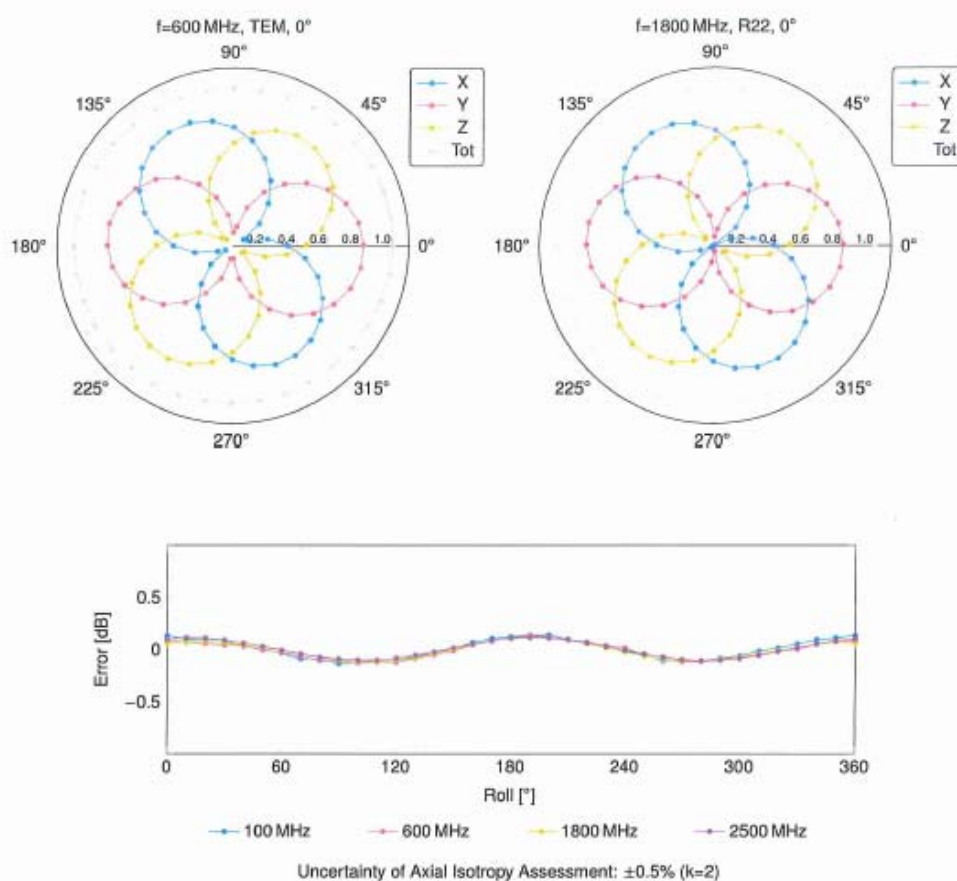 f=600 MHz, TEM, 0°
90°
135°
45°
X
Y
Z
Tot
180°
0.2 0.4 0.6 0.8 1.0
0°
225°
315°
270°
f=1800 MHz, R22, 0°
90°
135°
45°
X
Y
Z
Tot
180°
0.2 0.4 0.6 0.8 1.0
0°
225°
315°
270°
Error [dB]
0.5
0
−0.5
0 60 120 180 240 300 360
Roll [°]
100 MHz 600 MHz 1800 MHz 2500 MHz
Uncertainty of Axial Isotropy Assessment: ±0.5% (k=2)